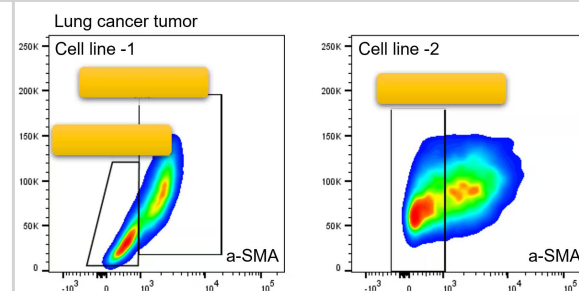 Lung cancer tumor
Cell line -1
250K
200K
150K
100K
50K
0
a-SMA
-10³ 0 10³ 10⁴ 10⁵
Cell line -2
250K
200K
150K
100K
50K
0
a-SMA
-10³ 0 10³ 10⁴ 10⁵